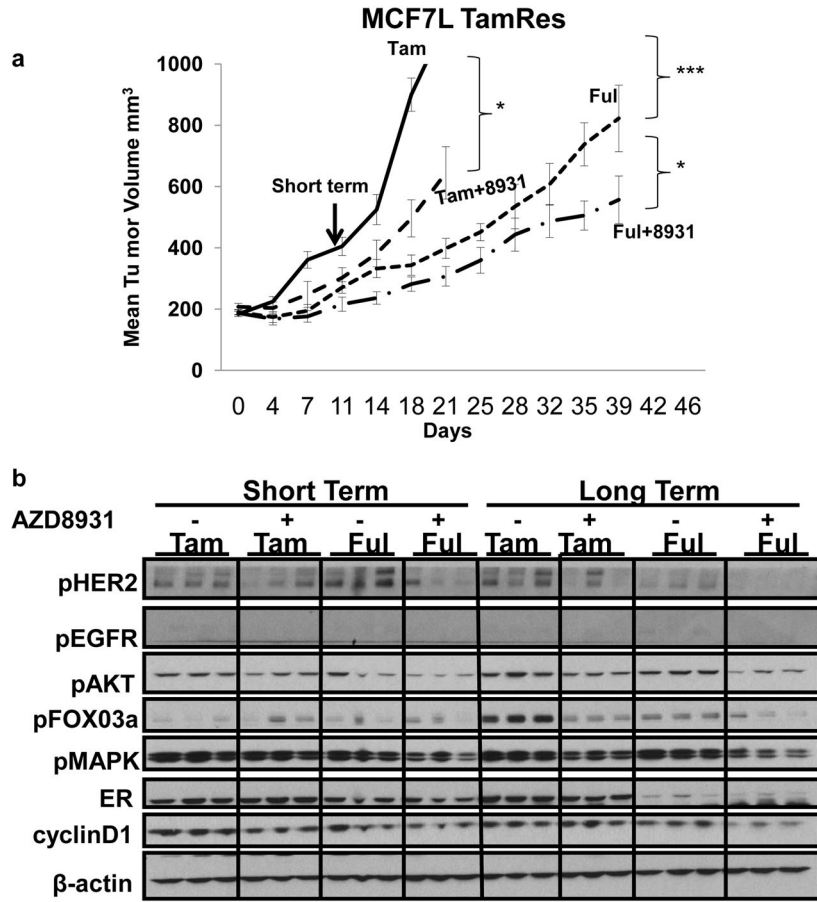 MCF7L TamRes
a
Tam
1000
***
Ful
*
800
Short term
*
600
Tam+8931
400
Ful+8931
200
0
Mean Tu mor Volume mm3
0 4 7 11 14 18 21 25 28 32 35 39 42 46
Days
b
Short Term Long Term
AZD8931 - + - + - + - +
Tam Tam Ful Ful Tam Tam Ful Ful
pHER2
pEGFR
pAKT
pFOX03a
pMAPK
ER
cyclinD1
β-actin